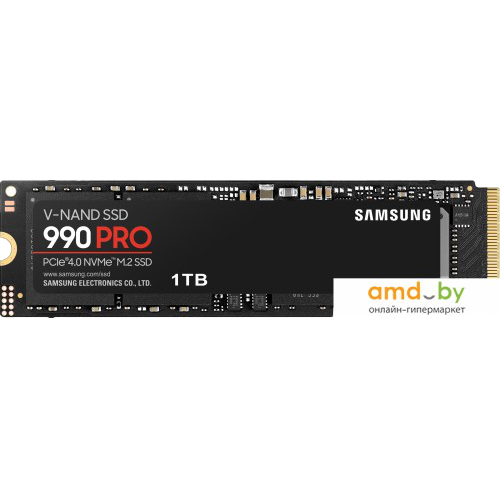 V-NAND SSD
990 PRO
PCIe®4.0 NVMe™ M.2 SSD
www.samsung.com/ssd
SAMSUNG ELECTRONICS CO., LTD.
1TB
SAMSUNG
amd.by
онлайн-гипермаркет